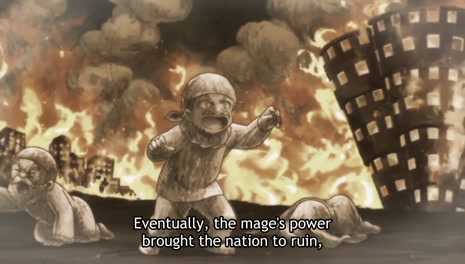 Eventually, the mage's power
brought the nation to ruin,